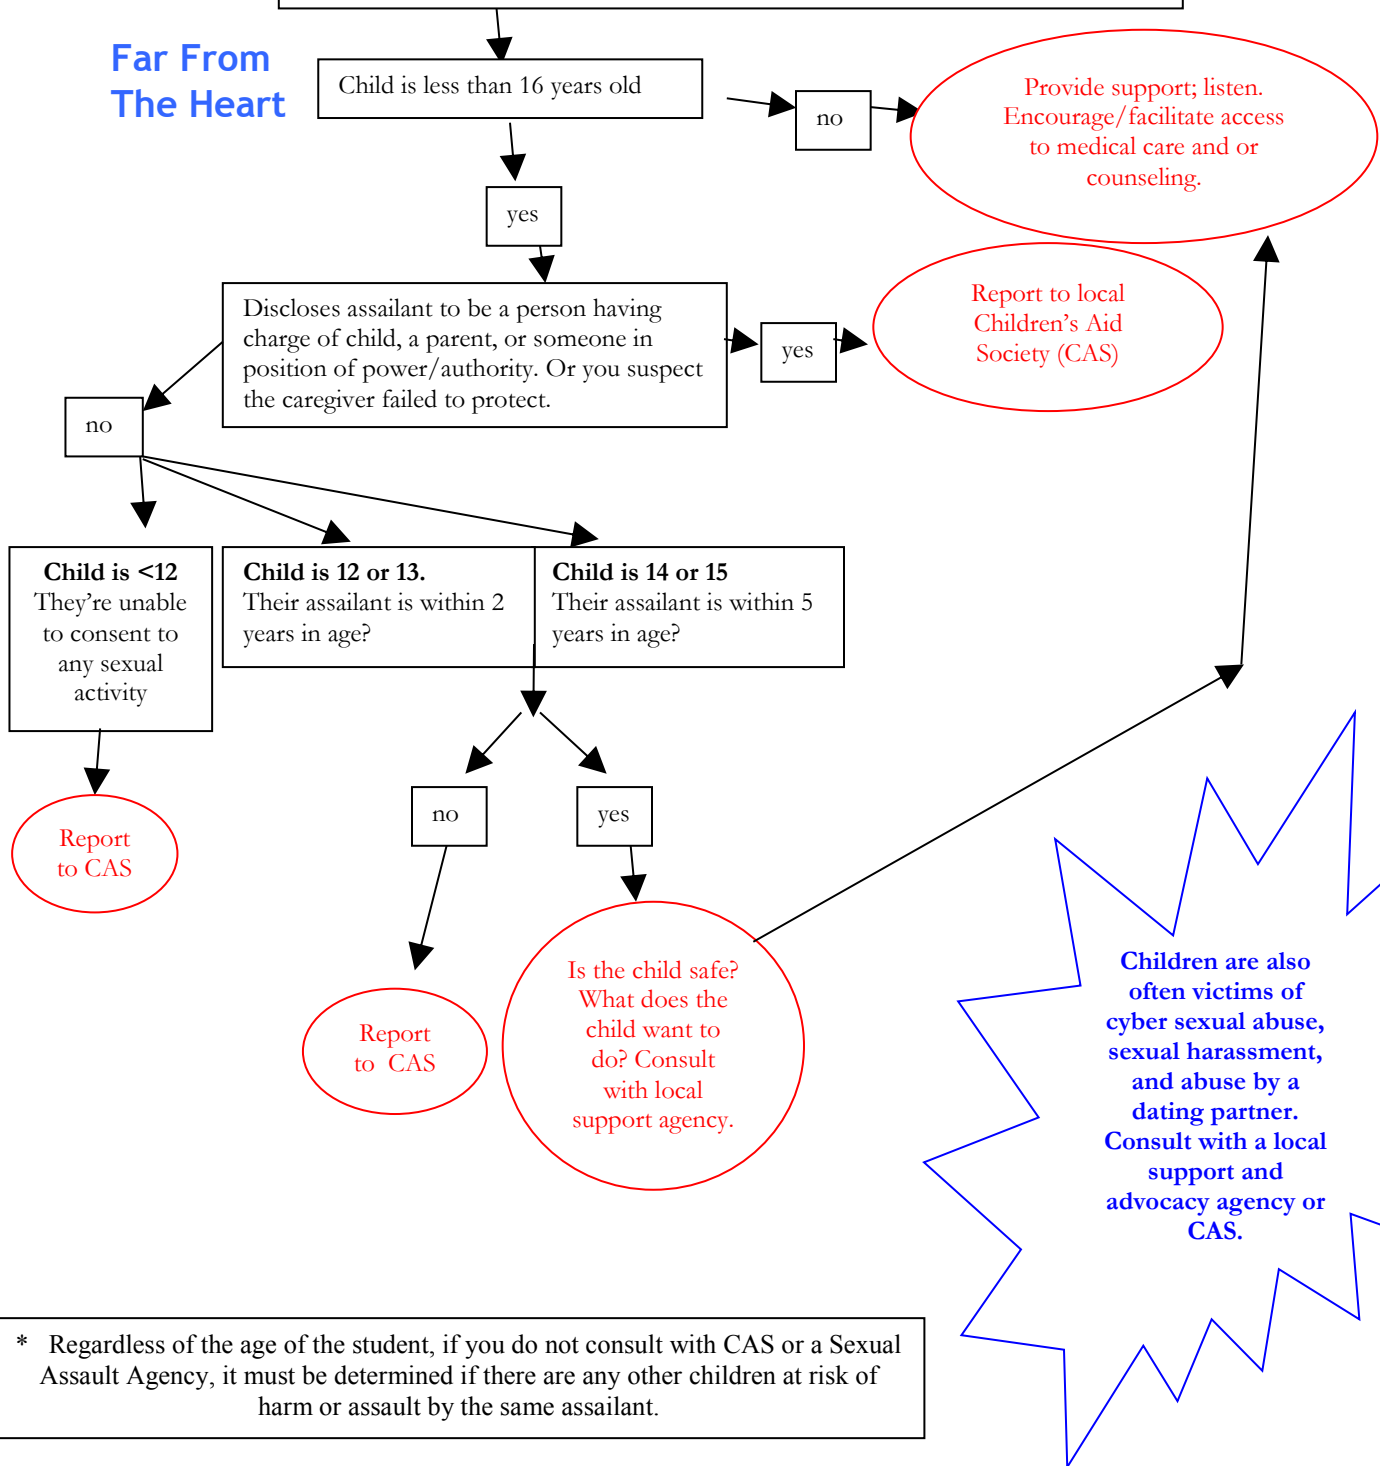 Far From
The Heart
Child is less than 16 years old
no
Provide support; listen.
Encourage/facilitate access
to medical care and or
counseling.
yes
Discloses assailant to be a person having
charge of child, a parent, or someone in
position of power/authority. Or you suspect
the caregiver failed to protect.
yes
Report to local
Children’s Aid
Society (CAS)
no
Child is <12
They’re unable
to consent to
any sexual
activity
Child is 12 or 13.
Their assailant is within 2
years in age?
Child is 14 or 15
Their assailant is within 5
years in age?
no
yes
Report
to CAS
Report
to  CAS
Is the child safe?
What does the
child want to
do? Consult
with local
support agency.
Children are also
often victims of
cyber sexual abuse,
sexual harassment,
and abuse by a
dating partner.
Consult with a local
support and
advocacy agency or
CAS.
*   Regardless of the age of the student, if you do not consult with CAS or a Sexual
Assault Agency, it must be determined if there are any other children at risk of
harm or assault by the same assailant.